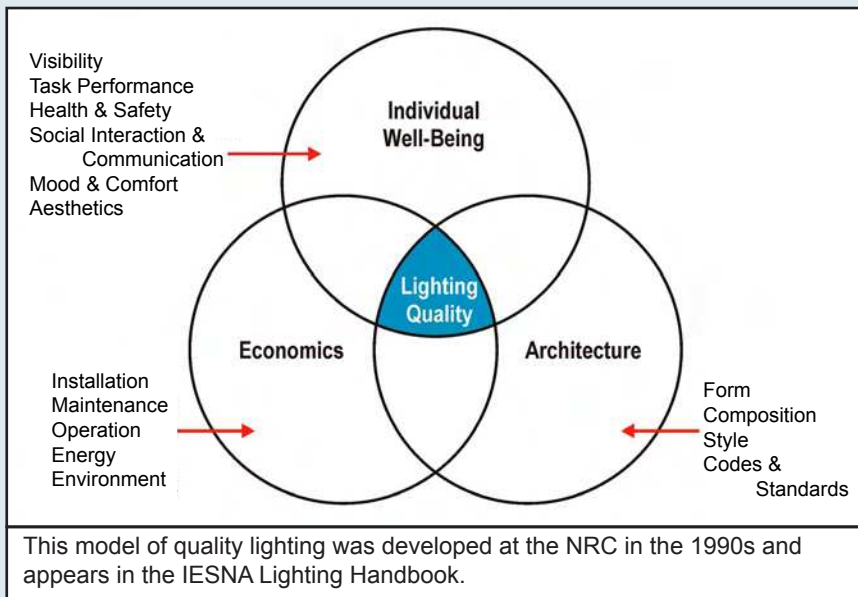 Visibility
Task Performance
Health & Safety
Social Interaction &
Communication
Mood & Comfort
Aesthetics
Individual
Well-Being
Lighting
Quality
Economics
Architecture
Installation
Maintenance
Operation
Energy
Environment
Form
Composition
Style
Codes &
Standards
This model of quality lighting was developed at the NRC in the 1990s and
appears in the IESNA Lighting Handbook.